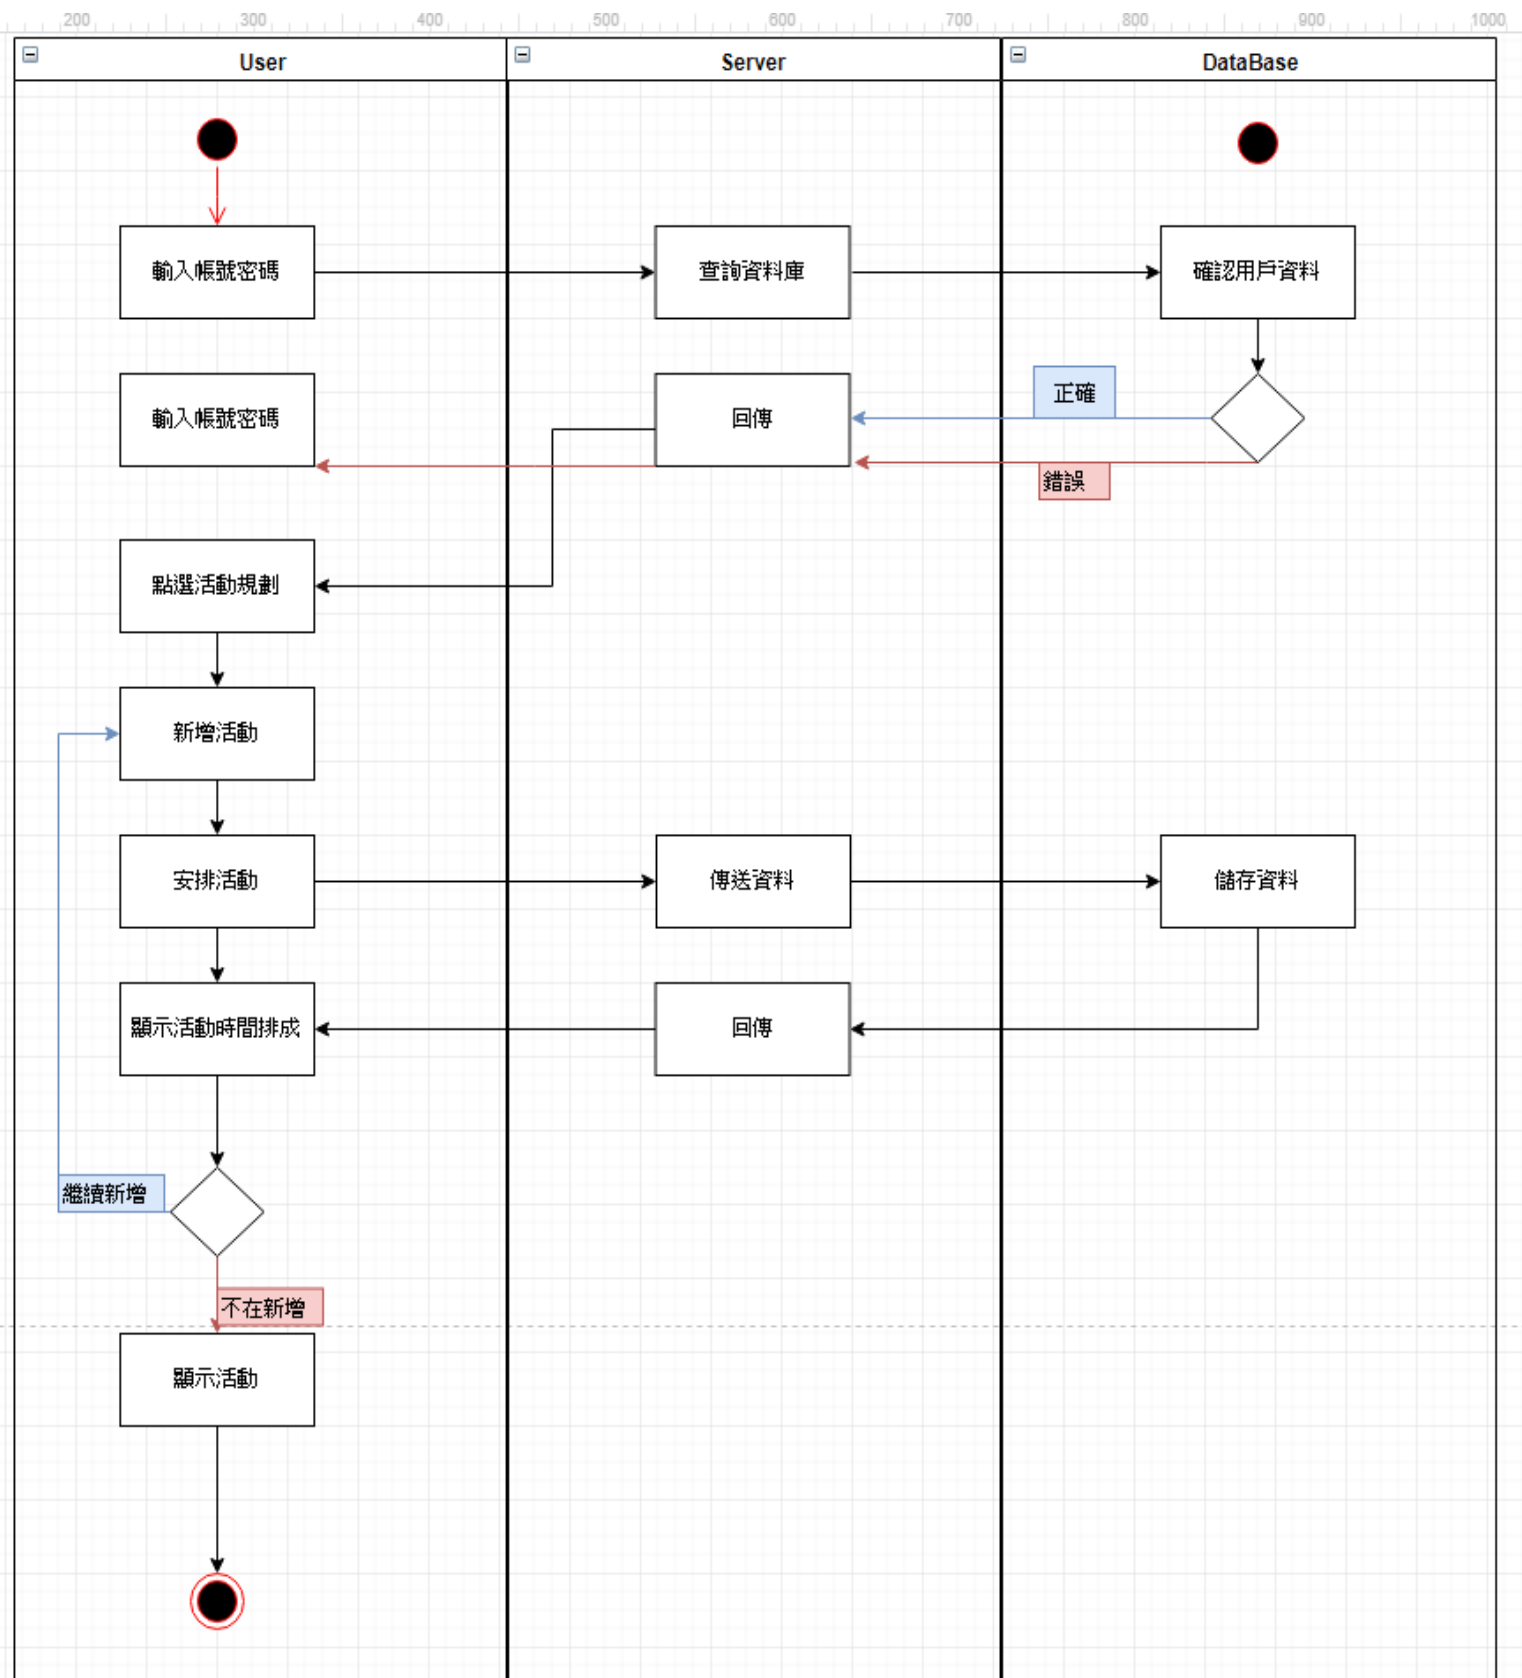 200 300 400 500 600 700 800 900 1000
User Server DataBase
輸入帳號密碼 查詢資料庫 確認用戶資料
輸入帳號密碼 回傳 正確
錯誤
點選活動規劃
新增活動
安排活動 傳送資料 儲存資料
顯示活動時間排成 回傳
繼續新增
不在新增
顯示活動